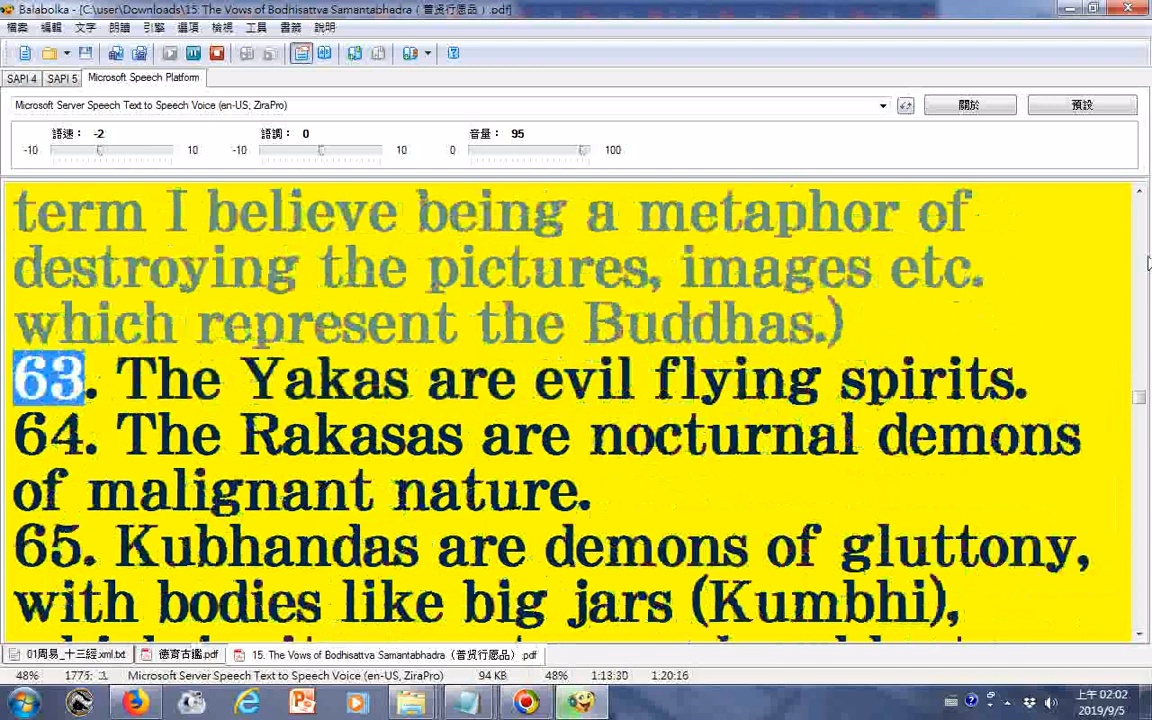 Balabolka - [C:\user\Downloads\15. The Vows of Bodhisattva Samantabhadra (普贤行愿品) .pdf]
檔案 編輯 文字 朗讀 引擎 選項 檢視 工具 書籤 說明
SAPI 4 SAPI 5 Microsoft Speech Platform
Microsoft Server Speech Text to Speech Voice (en-US, ZiraPro) 關於 預設
語速： -2 語調： 0 音量： 95
-10 10 -10 10 0 100
term I believe being a metaphor of
destroying the pictures, images etc.
which represent the Buddhas.)
63. The Yakas are evil flying spirits.
64. The Rakasas are nocturnal demons
of malignant nature.
65. Kubhandas are demons of gluttony,
with bodies like big jars (Kumbhi),
01周易_十三經.xml.txt 德育古鑑.pdf 15. The Vows of Bodhisattva Samantabhadra (普贤行愿品) .pdf
48% Microsoft Server Speech Text to Speech Voice (en-US, ZiraPro) 94 KB 48% 1:13:30 1:20:16
上午 02:02
2019/9/5